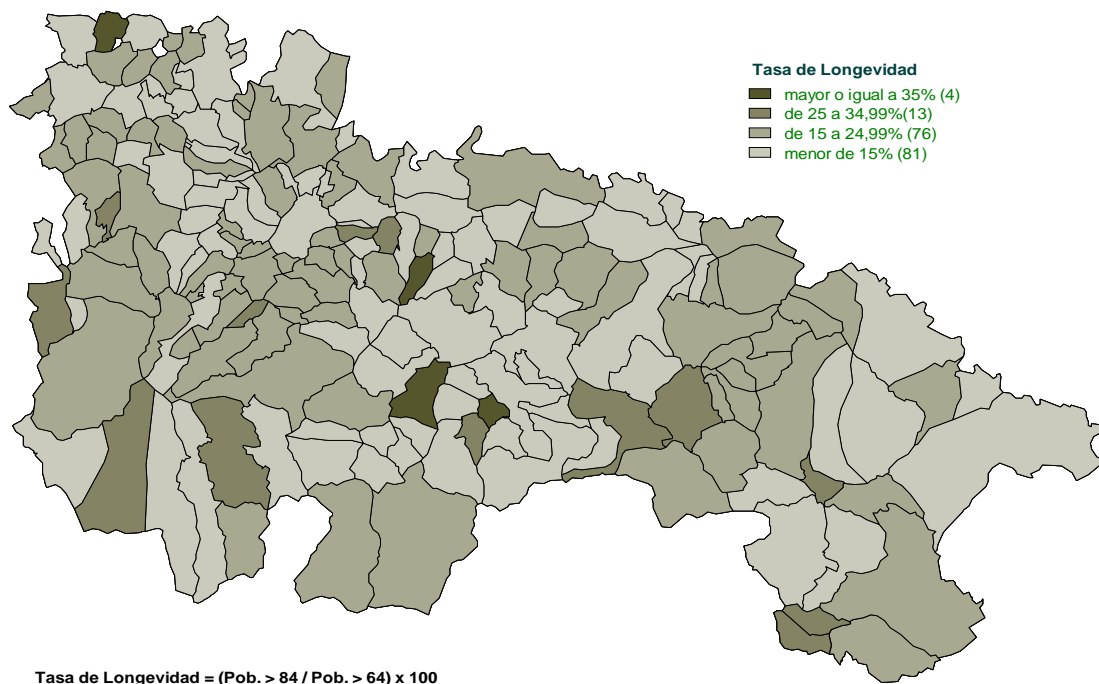 Tasa de Longevidad
mayor o igual a 35% (4)
de 25 a 34,99%(13)
de 15 a 24,99% (76)
menor de 15% (81)
Tasa de Longevidad = (Pob. > 84 / Pob. > 64) x 100